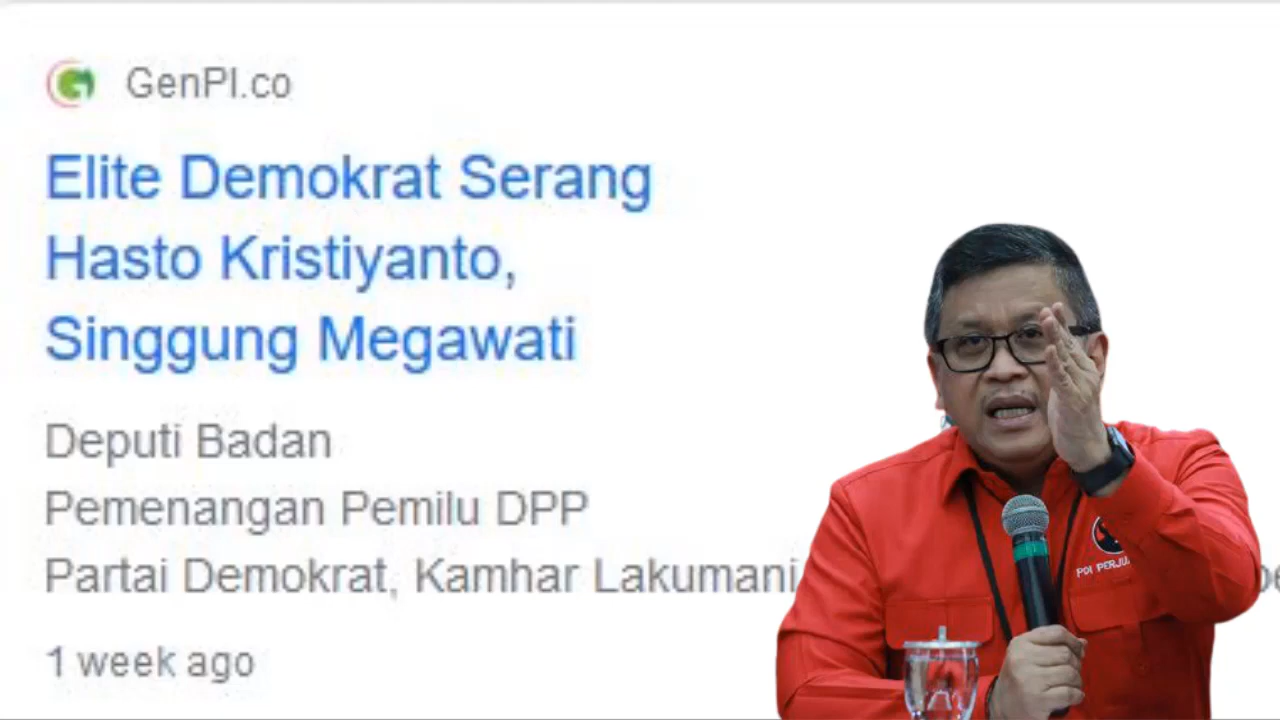 GenPI.co
Elite Demokrat Serang
Hasto Kristiyanto,
Singgung Megawati
Deputi Badan
Pemenangan Pemilu DPP
Partai Demokrat, Kamhar Lakumani
1 week ago
PDI